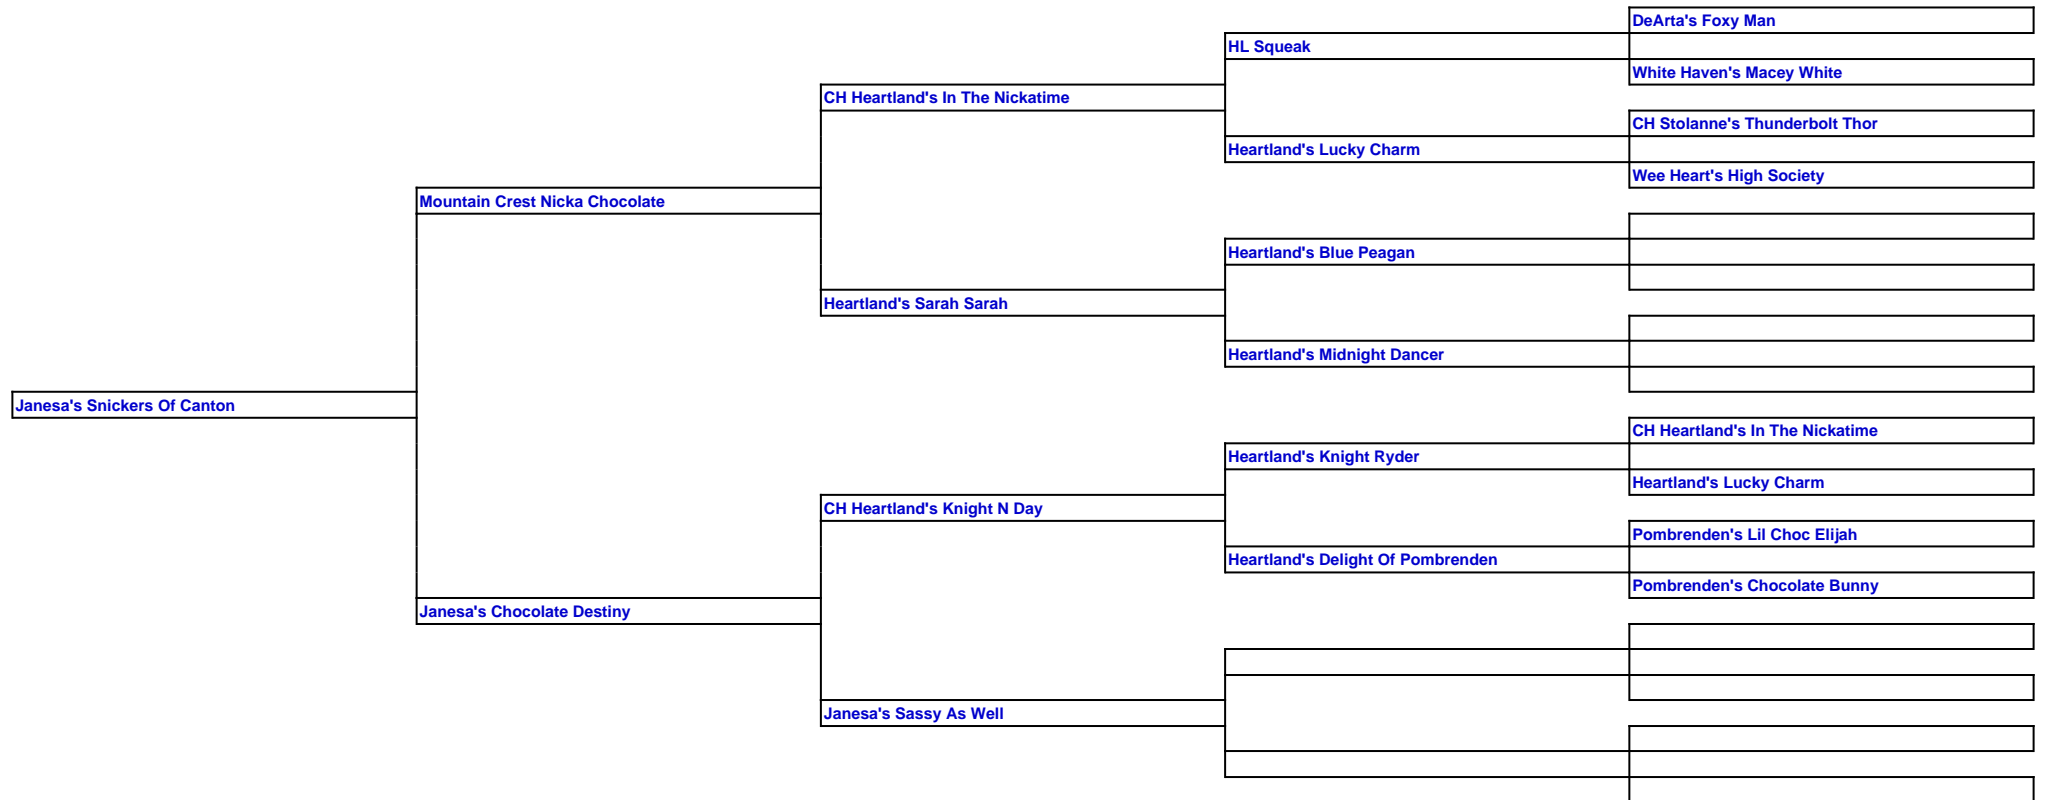 DeArta's Foxy Man
HL Squeak
White Haven's Macey White
CH Heartland's In The Nickatime
CH Stolanne's Thunderbolt Thor
Heartland's Lucky Charm
Wee Heart's High Society
Mountain Crest Nicka Chocolate
Heartland's Blue Peagan
Heartland's Sarah Sarah
Heartland's Midnight Dancer
Janesa's Snickers Of Canton
CH Heartland's In The Nickatime
Heartland's Knight Ryder
Heartland's Lucky Charm
CH Heartland's Knight N Day
Pombrenden's Lil Choc Elijah
Heartland's Delight Of Pombrenden
Pombrenden's Chocolate Bunny
Janesa's Chocolate Destiny
Janesa's Sassy As Well